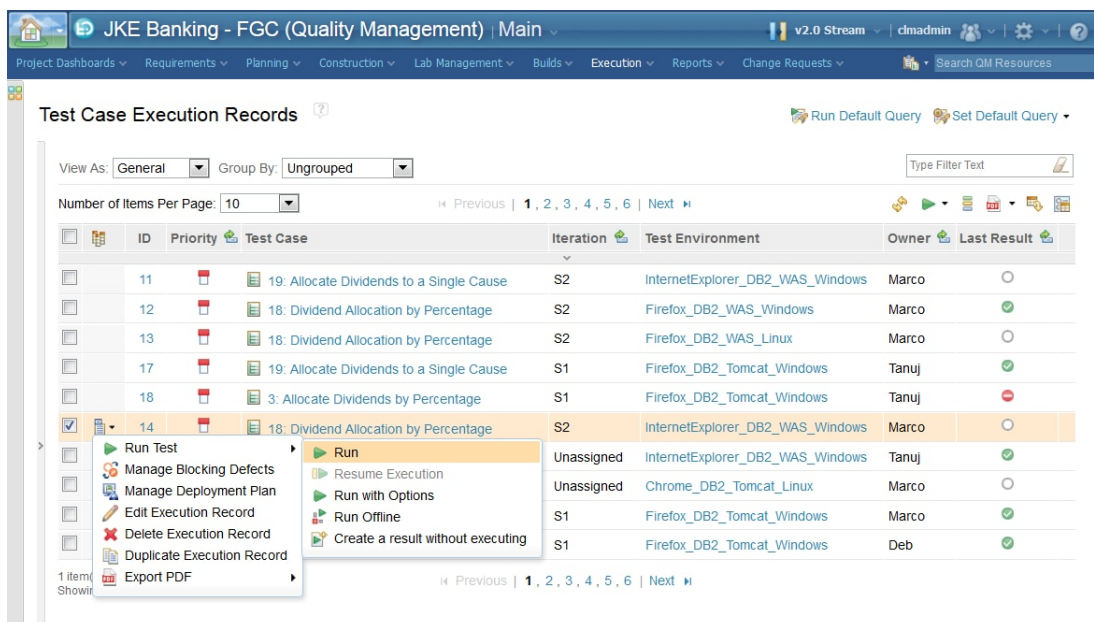 JKE Banking - FGC (Quality Management) | Main
v2.0 Stream | clmadmin
Project Dashboards Requirements Planning Construction Lab Management Builds Execution Reports Change Requests Search QM Resources
Test Case Execution Records ? Run Default Query Set Default Query
View As: General Group By: Ungrouped Type Filter Text
Number of Items Per Page: 10 Previous | 1 , 2 , 3 , 4 , 5 , 6 | Next
ID Priority Test Case Iteration Test Environment Owner Last Result
11 19: Allocate Dividends to a Single Cause S2 InternetExplorer_DB2_WAS_Windows Marco
12 18: Dividend Allocation by Percentage S2 Firefox_DB2_WAS_Windows Marco
13 18: Dividend Allocation by Percentage S2 Firefox_DB2_WAS_Linux Marco
17 19: Allocate Dividends to a Single Cause S1 Firefox_DB2_Tomcat_Windows Tanuj
18 3: Allocate Dividends by Percentage S1 Firefox_DB2_Tomcat_Windows Tanuj
14 18: Dividend Allocation by Percentage S2 InternetExplorer_DB2_WAS_Windows Marco
Unassigned InternetExplorer_DB2_WAS_Windows Tanuj
Unassigned Chrome_DB2_Tomcat_Linux Marco
S1 Firefox_DB2_Tomcat_Windows Marco
S1 Firefox_DB2_Tomcat_Windows Deb
Run Test
Manage Blocking Defects
Manage Deployment Plan
Edit Execution Record
Delete Execution Record
Duplicate Execution Record
Export PDF
Run
Resume Execution
Run with Options
Run Offline
Create a result without executing
1 item( Previous | 1 , 2 , 3 , 4 , 5 , 6 | Next